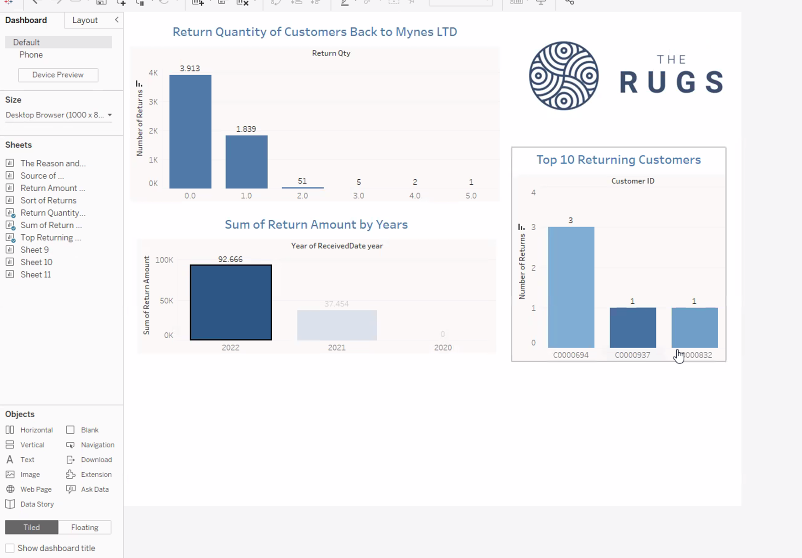 Dashboard
Layout
Default
Phone
Device Preview
Size
Desktop Browser (1000 x 8...
Sheets
The Reason and...
Source of ...
Return Amount ...
Sort of Returns
Return Quantity...
Sum of Return ...
Top Returning ...
Sheet 9
Sheet 10
Sheet 11
Objects
Horizontal
Blank
Vertical
Navigation
Text
Download
Image
Extension
Web Page
Ask Data
Data Story
Tiled
Floating
Show dashboard title
Return Quantity of Customers Back to Mynes LTD
Return Qty
Number of Returns
4K
3K
2K
1K
0K
3.913
1.839
51
5
2
1
0.0
1.0
2.0
3.0
4.0
5.0
Sum of Return Amount by Years
Year of ReceivedDate year
Sum of Return Amount
100K
50K
0K
92.666
37.454
0
2022
2021
2020
THE
RUGS
Top 10 Returning Customers
Customer ID
Number of Returns
4
3
2
1
0
3
1
1
C0000694
C0000937
0000832